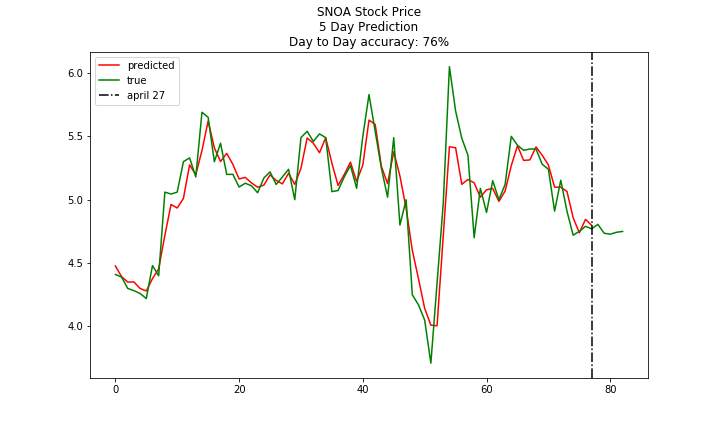 SNOA Stock Price
5 Day Prediction
Day to Day accuracy: 76%
predicted
true
april 27
6.0
5.5
5.0
4.5
4.0
0
20
40
60
80